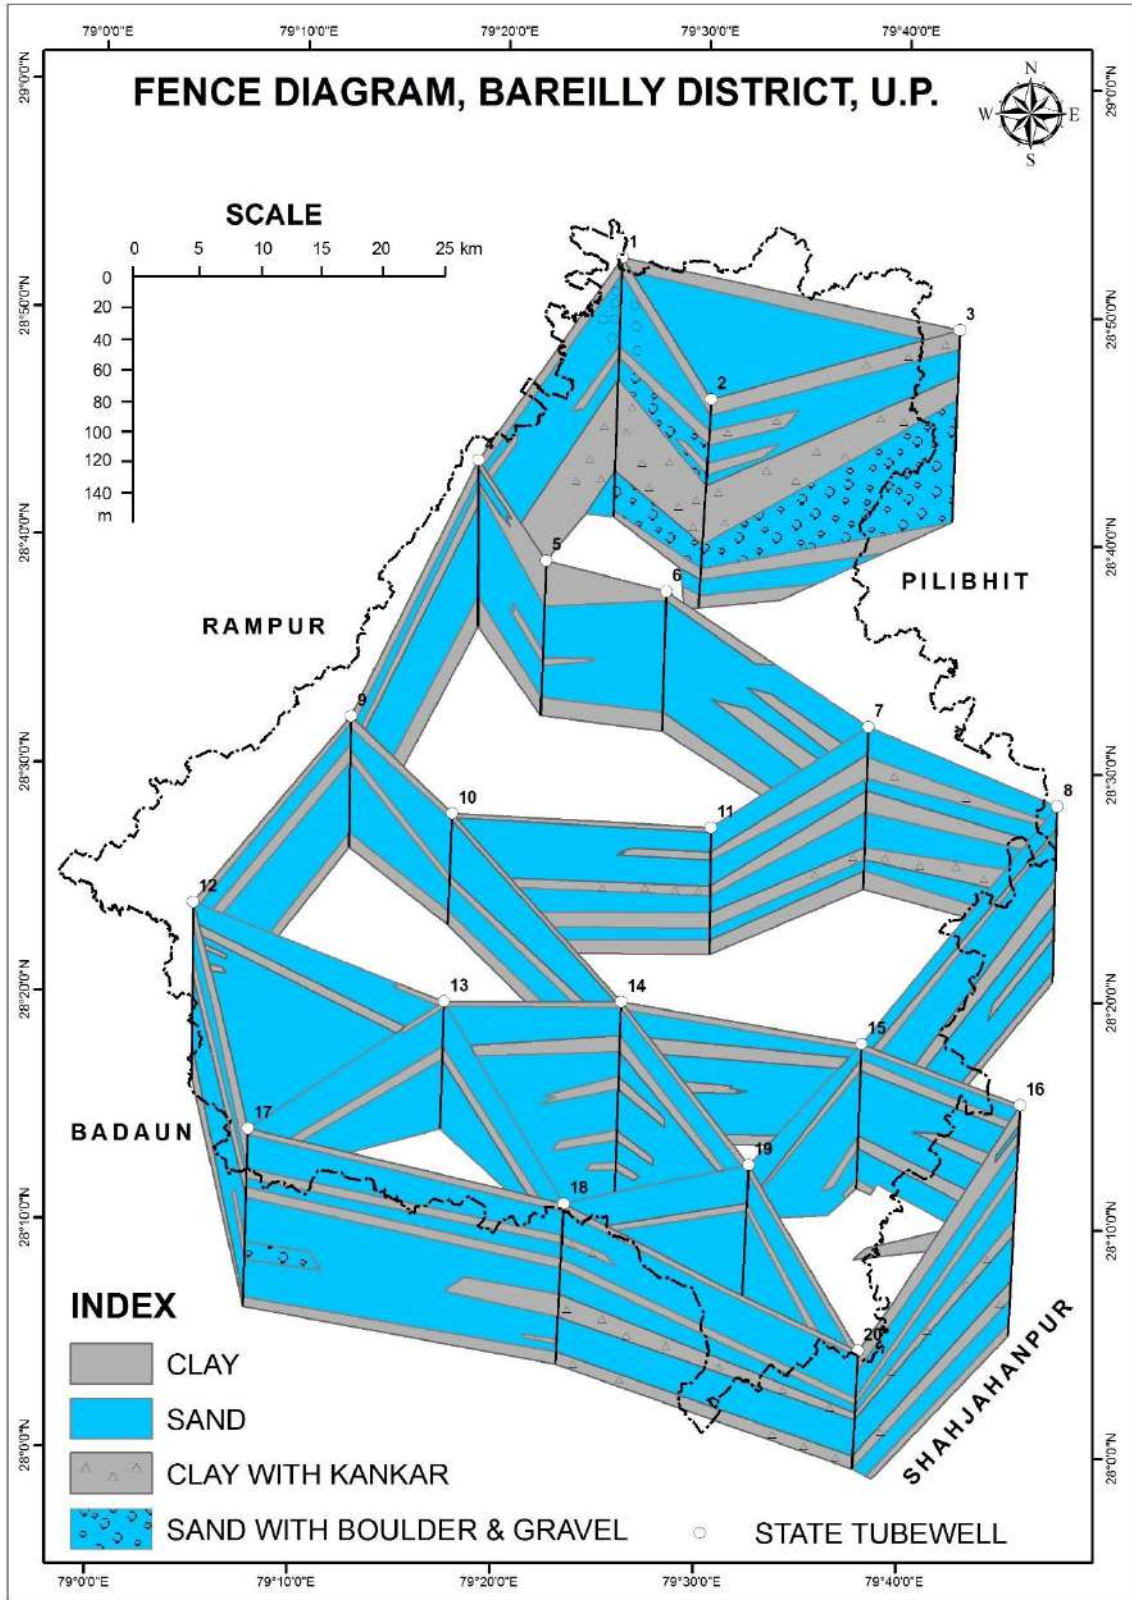 79°0'0"E 79°10'0"E 79°20'0"E 79°30'0"E 79°40'0"E
29°0'0"N
29°0'0"N
FENCE DIAGRAM, BAREILLY DISTRICT, U.P.
N
W E
S
SCALE
0 5 10 15 20 25 km
0
20
40
60
80
100
120
140
m
28°50'0"N
28°50'0"N
1
3
2
4
28°40'0"N
28°40'0"N
5
6
PILIBHIT
RAMPUR
9
7
28°30'0"N
28°30'0"N
8
10
11
12
28°20'0"N
28°20'0"N
13
14
15
16
17
BADAUN
19
18
28°10'0"N
28°10'0"N
20
SHAHJAHANPUR
INDEX
CLAY
SAND
28°0'0"N
28°0'0"N
CLAY WITH KANKAR
SAND WITH BOULDER & GRAVEL
STATE TUBEWELL
79°0'0"E 79°10'0"E 79°20'0"E 79°30'0"E 79°40'0"E